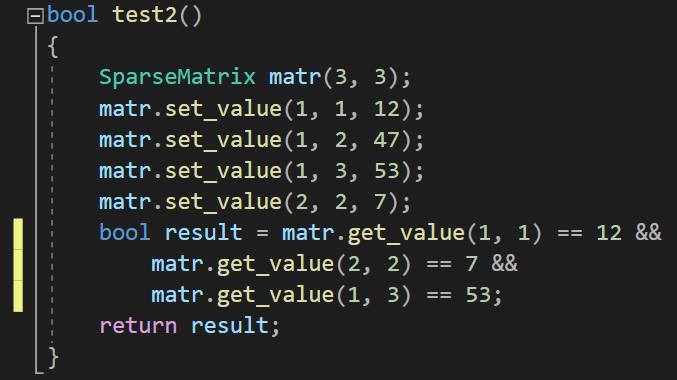 bool test2()
{
    SparseMatrix matr(3, 3);
    matr.set_value(1, 1, 12);
    matr.set_value(1, 2, 47);
    matr.set_value(1, 3, 53);
    matr.set_value(2, 2, 7);
    bool result = matr.get_value(1, 1) == 12 &&
        matr.get_value(2, 2) == 7 &&
        matr.get_value(1, 3) == 53;
    return result;
}